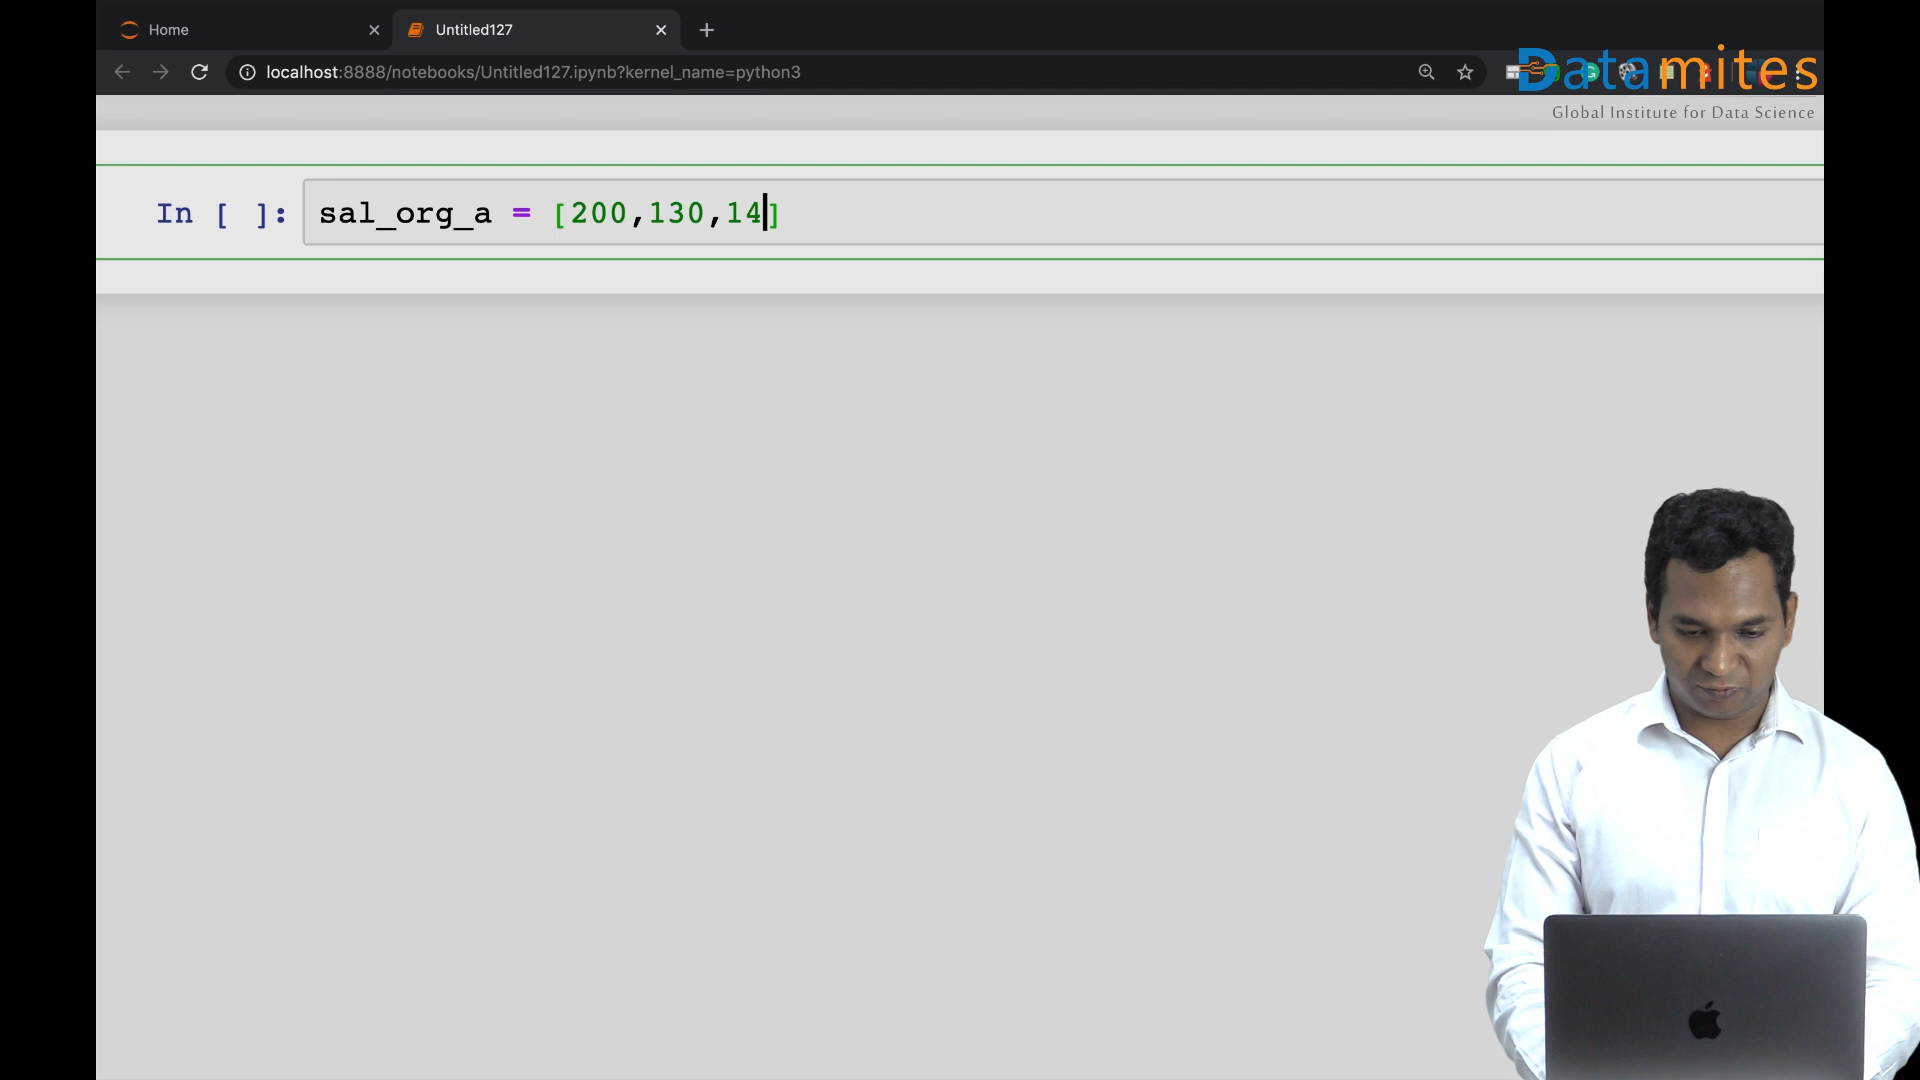 Home
Untitled127
localhost:8888/notebooks/Untitled127.ipynb?kernel_name=python3
Datamites
Global Institute for Data Science
In [ ]: sal_org_a = [200,130,14]